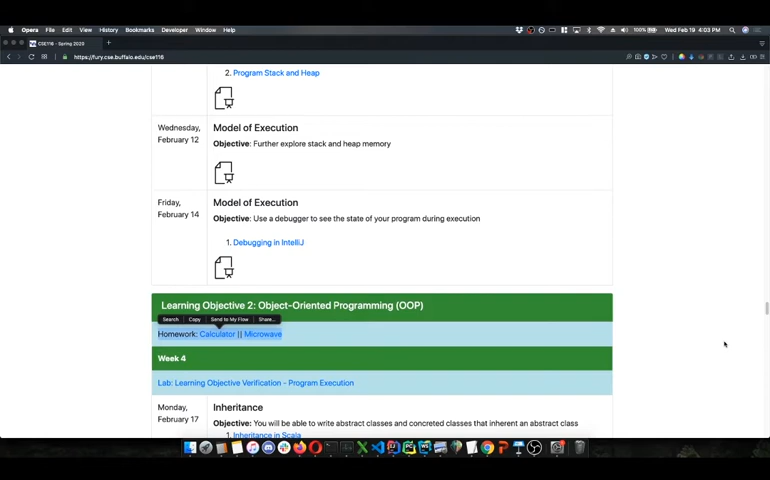 Opera File Edit View History Bookmarks Developer Window Help
100% Wed Feb 19 4:03 PM
CSE116 - Spring 2020
https://fury.cse.buffalo.edu/cse116
2. Program Stack and Heap
Wednesday, February 12
Model of Execution
Objective: Further explore stack and heap memory
Friday, February 14
Model of Execution
Objective: Use a debugger to see the state of your program during execution
1. Debugging in IntelliJ
Learning Objective 2: Object-Oriented Programming (OOP)
Search Copy Send to My Flow Share...
Homework: Calculator || Microwave
Week 4
Lab: Learning Objective Verification - Program Execution
Monday, February 17
Inheritance
Objective: You will be able to write abstract classes and concreted classes that inherent an abstract class
1. Inheritance in Scala